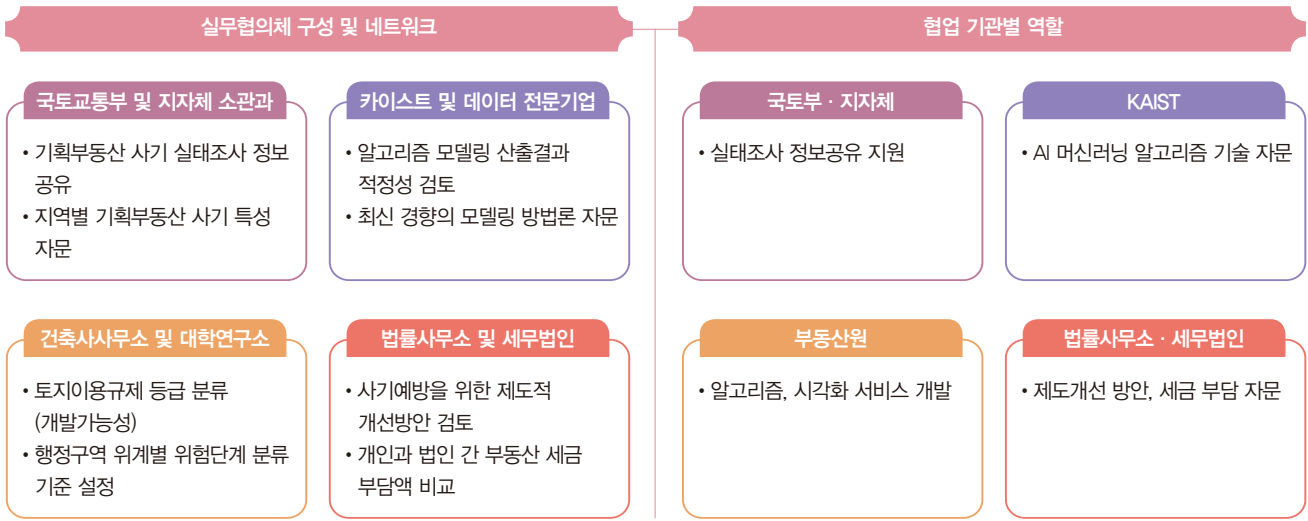 실무협의체 구성 및 네트워크
국토교통부 및 지자체 소관과
• 기획부동산 사기 실태조사 정보
공유
• 지역별 기획부동산 사기 특성
자문
카이스트 및 데이터 전문기업
• 알고리즘 모델링 산출결과
적정성 검토
• 최신 경향의 모델링 방법론 자문
건축사사무소 및 대학연구소
• 토지이용규제 등급 분류
(개발가능성)
• 행정구역 위계별 위험단계 분류
기준 설정
법률사무소 및 세무법인
• 사기예방을 위한 제도적
개선방안 검토
• 개인과 법인 간 부동산 세금
부담액 비교
협업 기관별 역할
국토부 · 지자체
• 실태조사 정보공유 지원
KAIST
• AI 머신러닝 알고리즘 기술 자문
부동산원
• 알고리즘, 시각화 서비스 개발
법률사무소 · 세무법인
• 제도개선 방안, 세금 부담 자문